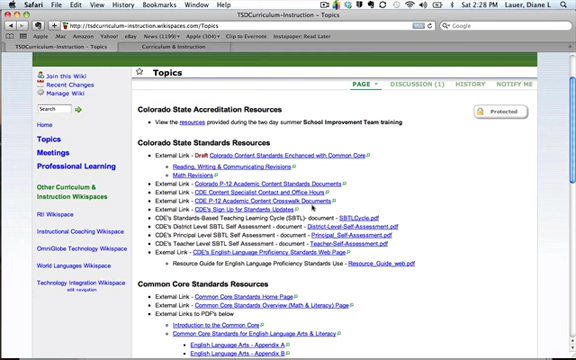 Safari File Edit View History Bookmarks Window Help
Sat 2:28 PM Lauer, Diane L
TSDCurriculum-Instruction - Topics
http://tsdcurriculum-instruction.wikispaces.com/Topics
Google
Apple .Mac Amazon Yahoo! eBay News (1199) Apple (304) Clip to Evernote Instapaper: Read Later
TSDCurriculum-Instruction - Topics
Curriculum & Instruction
Join this Wiki
Recent Changes
Manage Wiki
Search
Home
Topics
Meetings
Professional Learning
Other Curriculum &
Instruction
Wikispaces:
RtI Wikispace
Instructional Coaching Wikispace
OmniGlobe Technology Wikispace
World Languages Wikispace
Technology Integration Wikispace
edit navigation
Topics
PAGE DISCUSSION (1) HISTORY NOTIFY ME
Protected
Colorado State Accreditation Resources
View the resources provided during the two day summer School Improvement Team training
Colorado State Standards Resources
External Link - Draft Colorado Content Standards Enchanced with Common Core
Reading, Writing & Communicating Revisions
Math Revisions
External Link - Colorado P-12 Academic Content Standards Documents
External Link - CDE Content Specialist Contact and Office Hours
External Link - CDE P-12 Academic Content Crosswalk Documents
External Link - CDE's Sign Up for Standards Updates
CDE's Standards-Based Teaching Learning Cycle (SBTL)- document - SBTLCycle.pdf
CDE's District Level SBTL Self Assessment - document - District-Level-Self-Assessment.pdf
CDE's Principal Level SBTL Self Assessment - document - Principal_Self-Assessment.pdf
CDE's Teacher Level SBTL Self Assessment - document - Teacher-Self-Assessment.pdf
External Link - CDE's English Language Proficiency Standards Web Page
Resource Guide for English Language Proficiency Standards Use - Resource_Guide_web.pdf
Common Core Standards Resources
External Link - Common Core Standards Home Page
External Link - Common Core Standards Overview (Math & Literacy) Page
External Links to PDF's below
Introduction to the Common Core
Common Core Standards for English Language Arts & Literacy
English Language Arts - Appendix A
English Language Arts - Appendix B